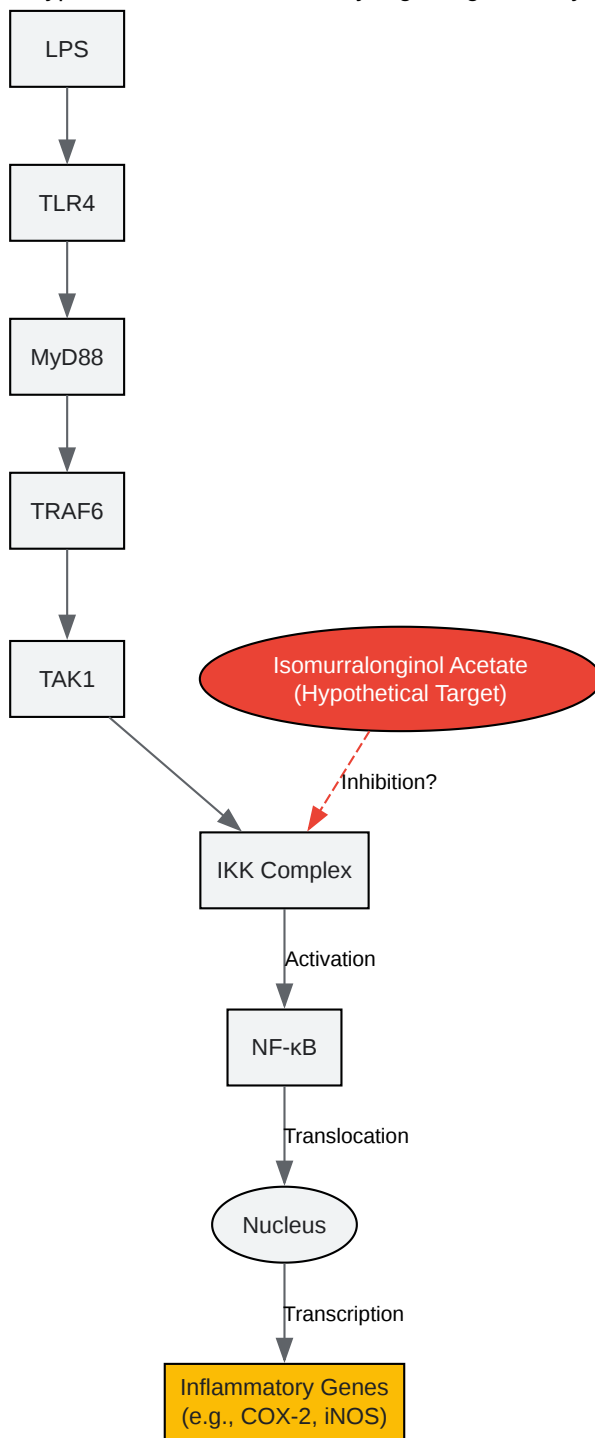 LPS
TLR4
MyD88
TRAF6
TAK1
Isomurralonginol Acetate
(Hypothetical Target)
Inhibition?
IKK Complex
Activation
NF-κB
Translocation
Nucleus
Transcription
Inflammatory Genes
(e.g., COX-2, iNOS)